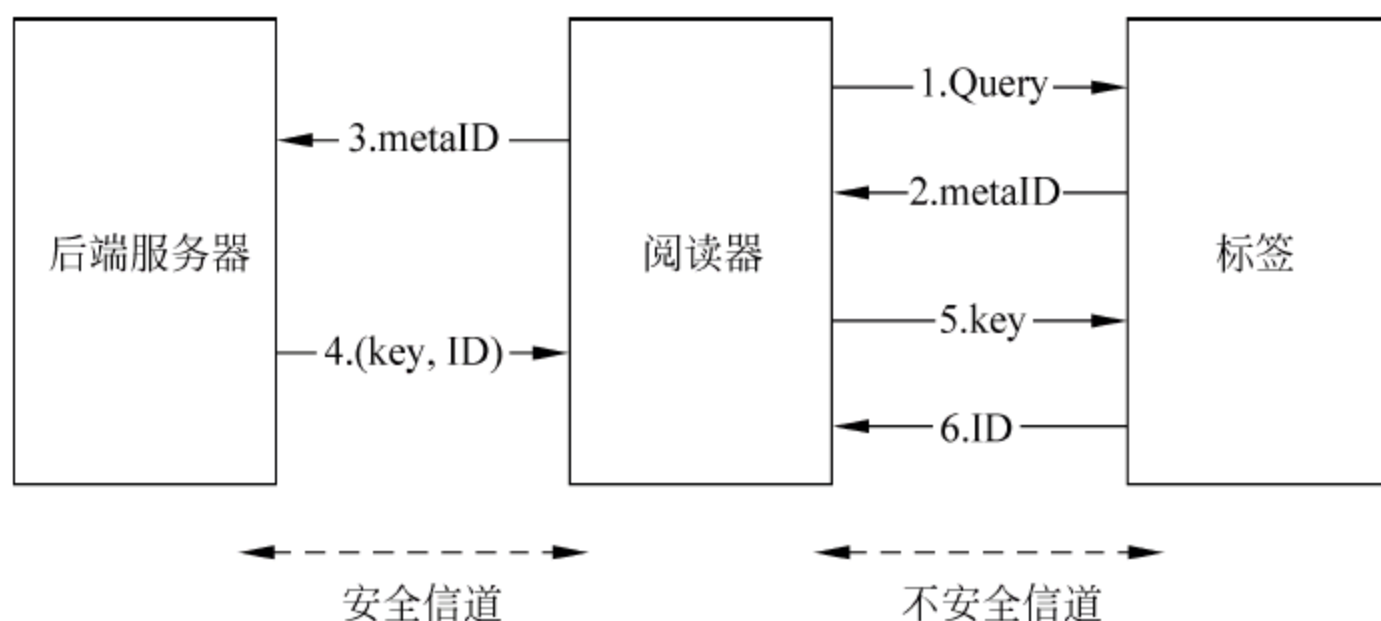 1.Query
3.metaID
2.metaID
后端服务器
阅读器
标签
5.key
4.(key, ID)
6.ID
安全信道
不安全信道